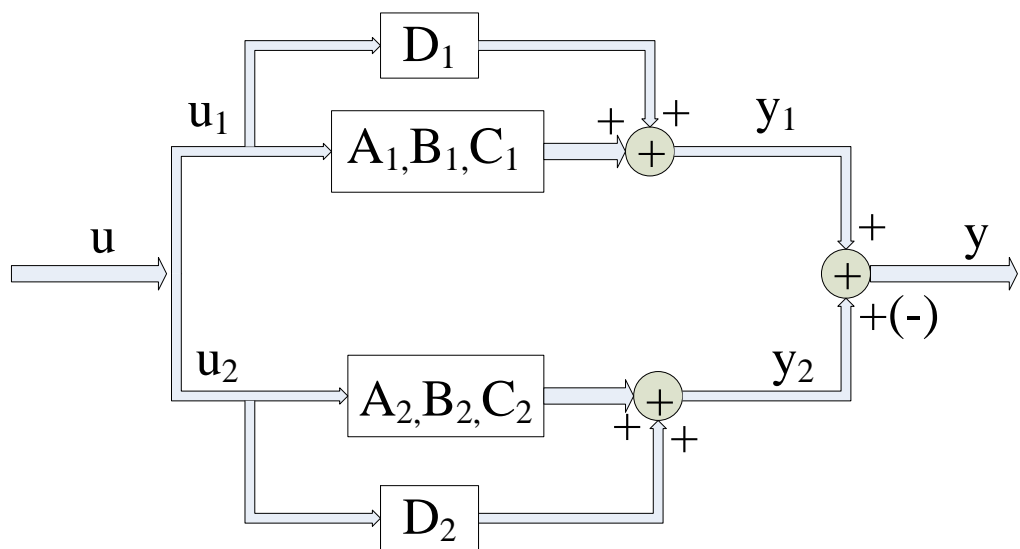 D₁
u₁
A₁,B₁,C₁
+
+
+
y₁
u
+
+
y
+(-)
u₂
A₂,B₂,C₂
+
+
+
y₂
D₂